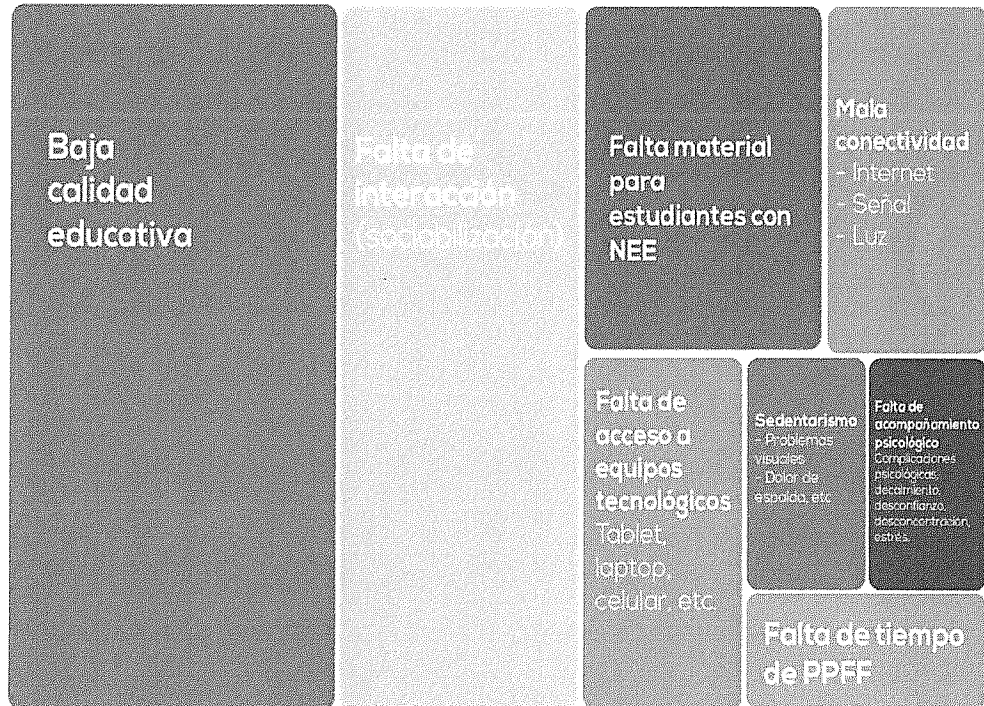 Baja
calidad
educativa
Falta de
interacción
(sociabilización)
Falta material
para
estudiantes con
NEE
Mala
conectividad
- Internet
- Señal
- Luz
Falta de
acceso a
equipos
tecnológicos
Tablet,
laptop,
celular, etc.
Sedentarismo
- Problemas
visuales
- Dolor de
espalda, etc
Falta de
acompañamiento
psicológico
Complicaciones
psicológicas,
decaimiento,
desconfianza,
desconcentración,
estrés.
Falta de tiempo
de PPFF